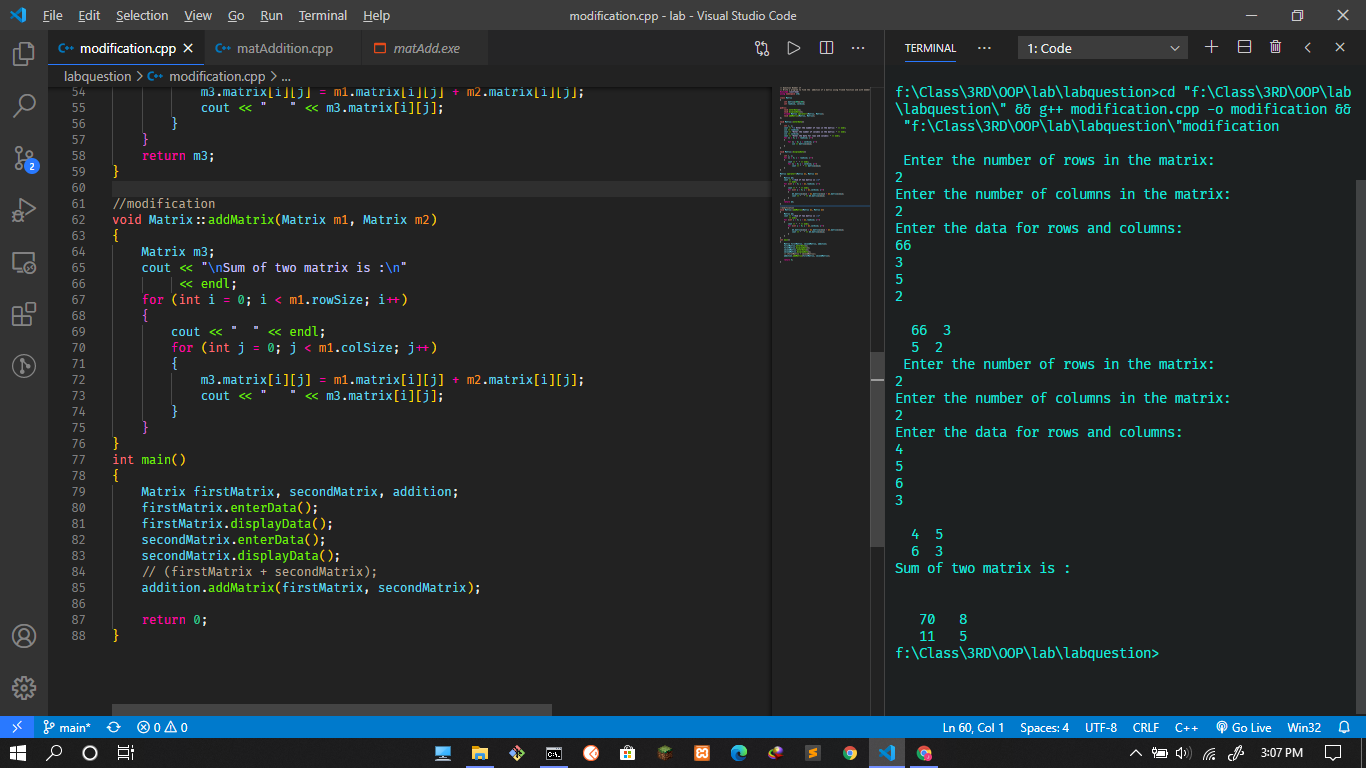 File Edit Selection View Go Run Terminal Help modification.cpp - lab - Visual Studio Code
modification.cpp matAddition.cpp matAdd.exe
labquestion > modification.cpp > ...
54 m3.matrix[i][j] = m1.matrix[i][j] + m2.matrix[i][j];
55 cout << "   " << m3.matrix[i][j];
56 }
57 }
58 return m3;
59 }
60
61 //modification
62 void Matrix::addMatrix(Matrix m1, Matrix m2)
63 {
64 Matrix m3;
65 cout << "\nSum of two matrix is :\n"
66 << endl;
67 for (int i = 0; i < m1.rowSize; i++)
68 {
69 cout << "  " << endl;
70 for (int j = 0; j < m1.colSize; j++)
71 {
72 m3.matrix[i][j] = m1.matrix[i][j] + m2.matrix[i][j];
73 cout << "   " << m3.matrix[i][j];
74 }
75 }
76 }
77 int main()
78 {
79 Matrix firstMatrix, secondMatrix, addition;
80 firstMatrix.enterData();
81 firstMatrix.displayData();
82 secondMatrix.enterData();
83 secondMatrix.displayData();
84 // (firstMatrix + secondMatrix);
85 addition.addMatrix(firstMatrix, secondMatrix);
86
87 return 0;
88 }
TERMINAL ... 1: Code
f:\Class\3RD\OOP\lab\labquestion>cd "f:\Class\3RD\OOP\lab
\labquestion\" && g++ modification.cpp -o modification &&
"f:\Class\3RD\OOP\lab\labquestion\"modification
Enter the number of rows in the matrix:
2
Enter the number of columns in the matrix:
2
Enter the data for rows and columns:
66
3
5
2
66 3
5 2
Enter the number of rows in the matrix:
2
Enter the number of columns in the matrix:
2
Enter the data for rows and columns:
4
5
6
3
4 5
6 3
Sum of two matrix is :
70 8
11 5
f:\Class\3RD\OOP\lab\labquestion>
2
main* 0 0 Ln 60, Col 1 Spaces: 4 UTF-8 CRLF C++ Go Live Win32
3:07 PM